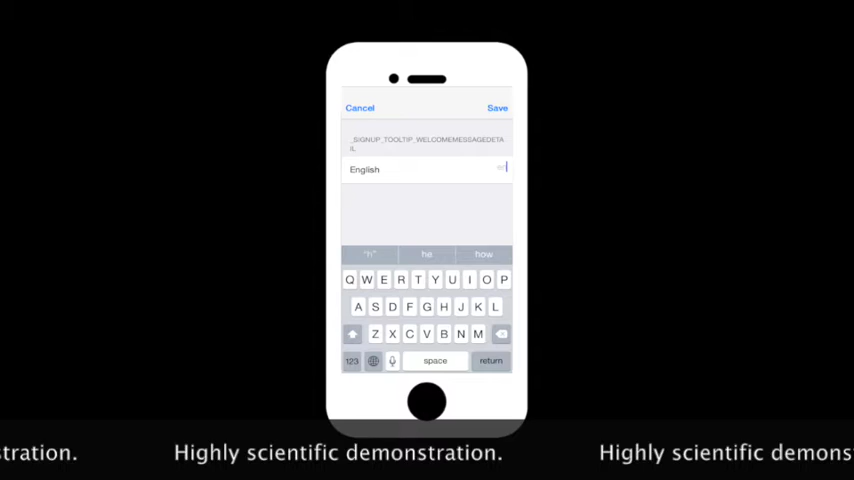 Cancel Save
_SIGNUP_TOOLTIP_WELCOMEMESSAGEDETA
IL
English
"h" he how
Q W E R T Y U I O P
A S D F G H J K L
Z X C V B N M
123 space return
stration. Highly scientific demonstration. Highly scientific demons